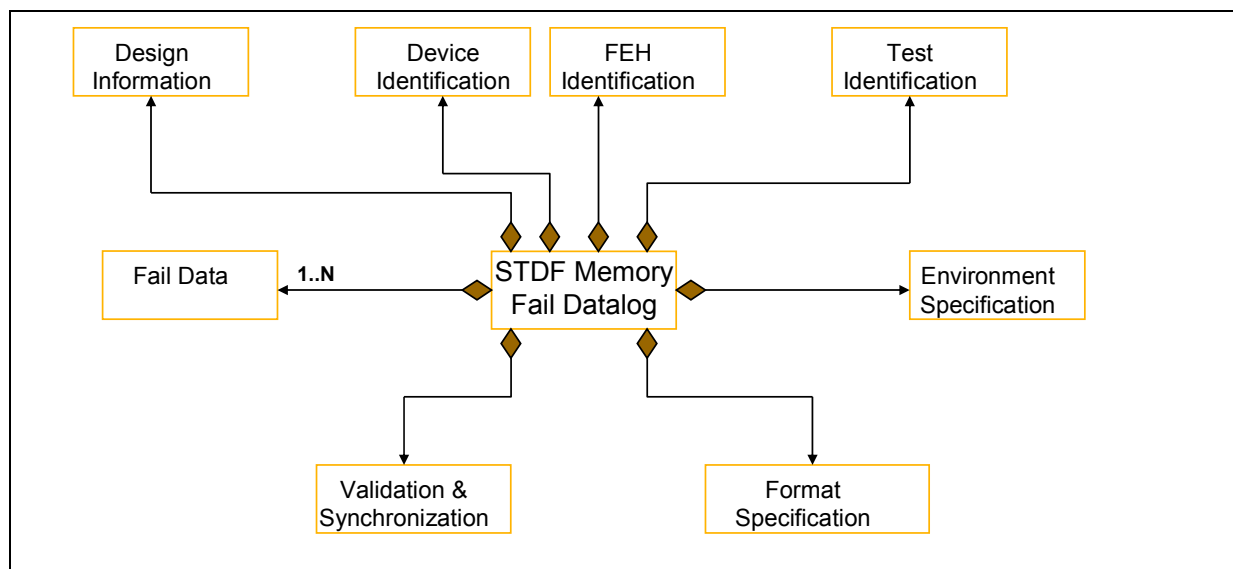 Design
Information
Device
Identification
FEH
Identification
Test
Identification
Fail Data
1..N
STDF Memory
Fail Datalog
Environment
Specification
Validation &
Synchronization
Format
Specification